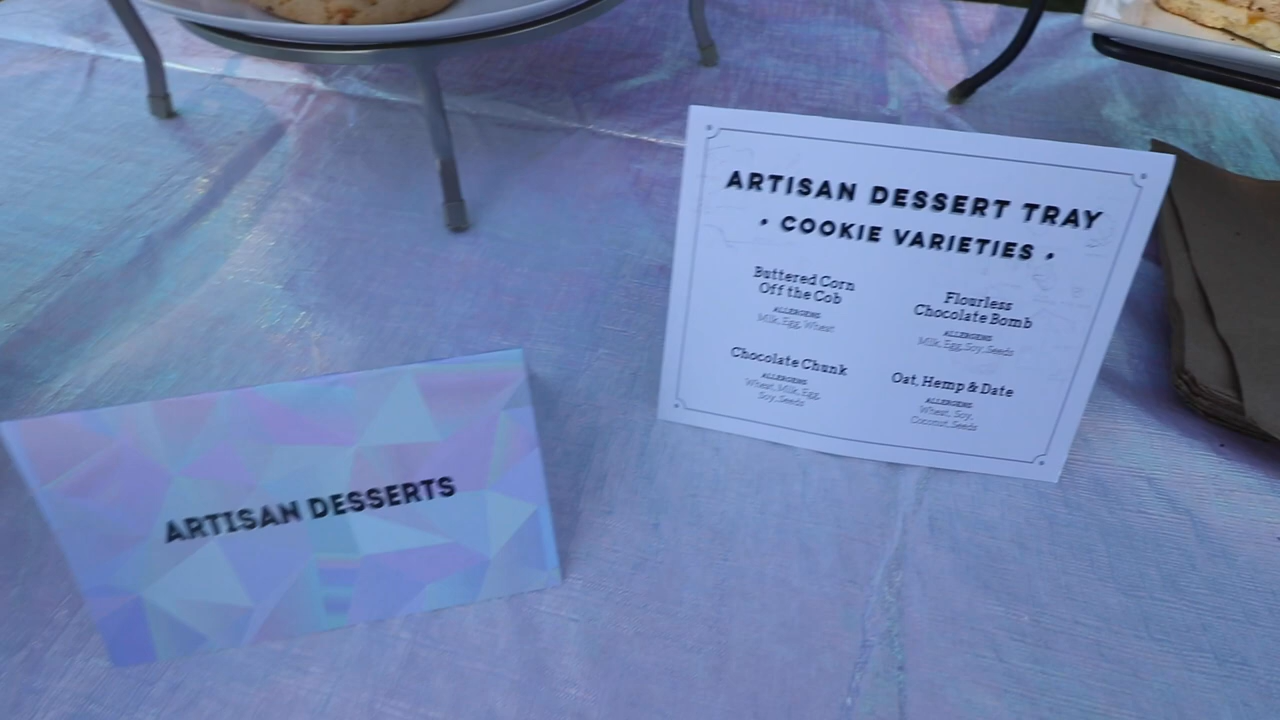 ARTISAN DESSERT TRAY
• COOKIE VARIETIES •
Buttered Corn
Off the Cob
ALLERGENS
Milk, Egg, Wheat
Flourless
Chocolate Bomb
ALLERGENS
Milk, Egg, Soy, Seeds
Chocolate Chunk
ALLERGENS
Wheat, Milk, Egg,
Soy, Seeds
Oat, Hemp & Date
ALLERGENS
Wheat, Soy,
Coconut, Seeds
ARTISAN DESSERTS